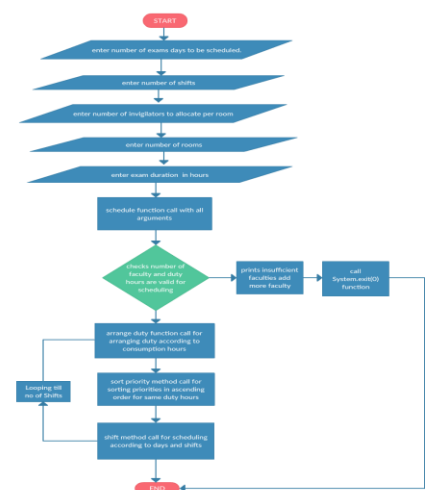 START
enter number of exams days to be scheduled.
enter number of shifts
enter number of invigilators to allocate per room
enter number of rooms
enter exam duration in hours
schedule function call with all
arguments
checks number of
faculty and duty
hours are valid for
scheduling
prints insufficient
faculties add
more faculty
call
System.exit(0)
function
arrange duty function call for
arranging duty according to
consumption hours
Looping till
no of Shifts
sort priority method call for
sorting priorities in ascending
order for same duty hours
shift method call for scheduling
according to days and shifts
END